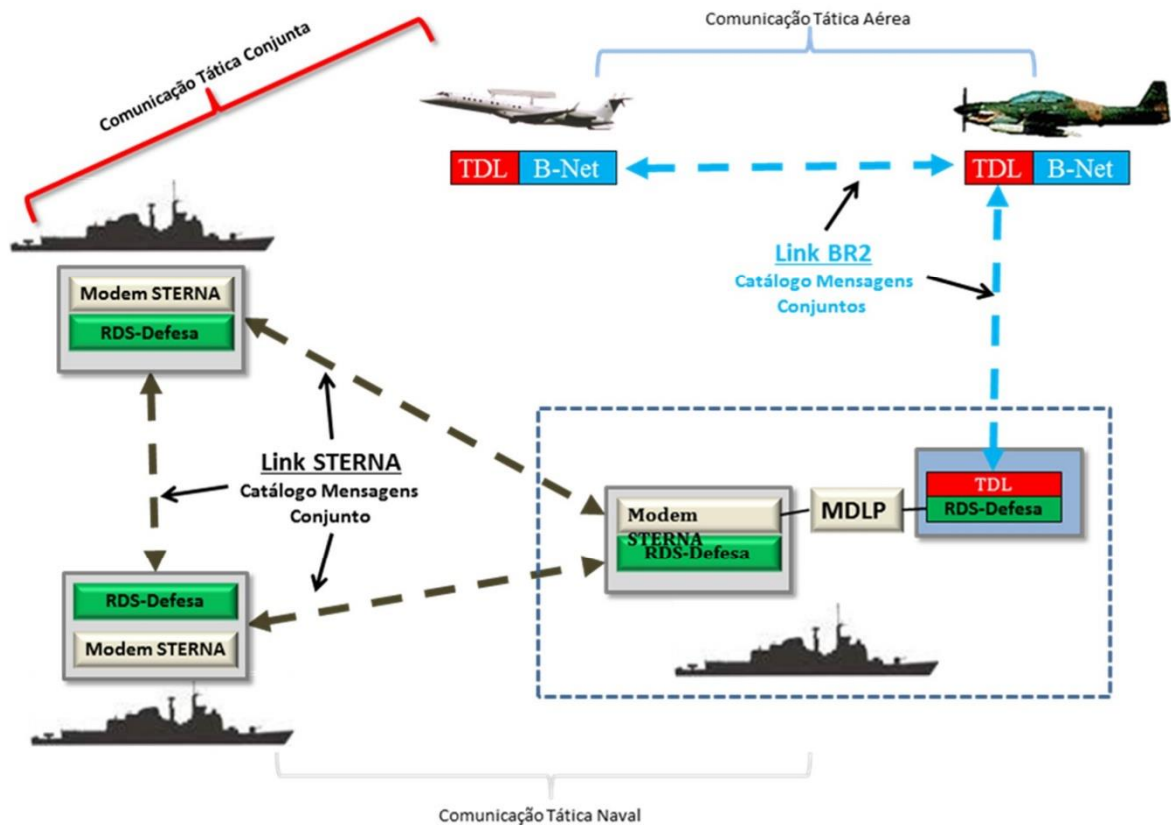 Comunicação Tática Aérea
Comunicação Tática Conjunta
TDL B-Net
TDL B-Net
Link BR2
Catálogo Mensagens
Conjuntos
Modem STERNA
RDS-Defesa
Link STERNA
Catálogo Mensagens
Conjunto
TDL
RDS-Defesa
MDLP
Modem
STERNA
RDS-Defesa
RDS-Defesa
Modem STERNA
Comunicação Tática Naval